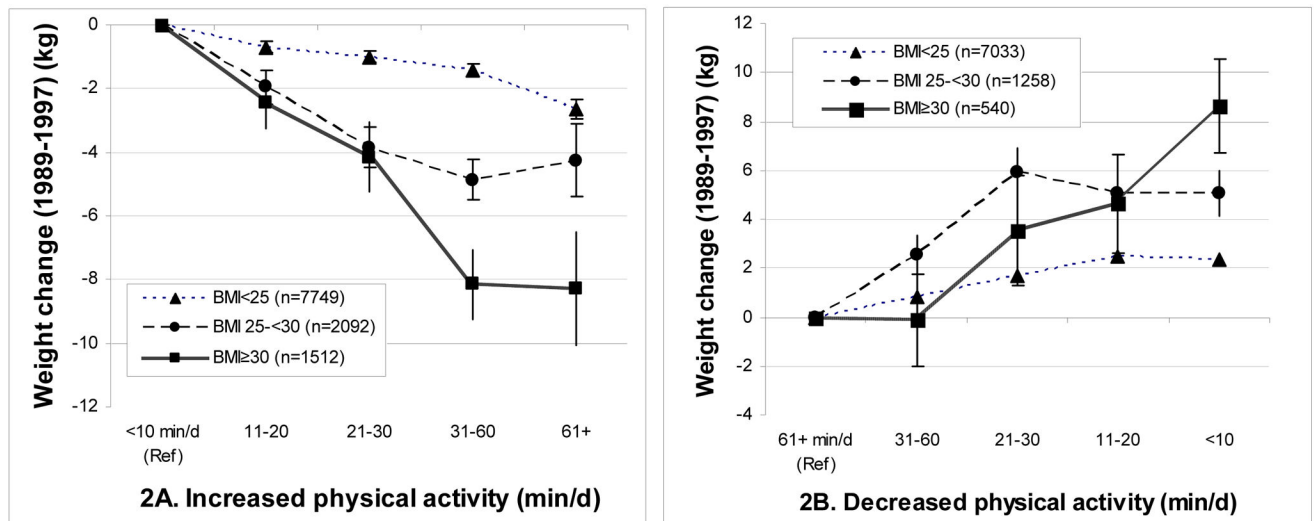 Weight change (1989-1997) (kg)
0
-2
-4
-6
-8
-10
-12
BMI<25 (n=7749)
BMI 25-<30 (n=2092)
BMI≥30 (n=1512)
<10 min/d
(Ref)
11-20
21-30
31-60
61+
2A. Increased physical activity (min/d)
Weight change (1989-1997) (kg)
12
10
8
6
4
2
0
-2
-4
BMI<25 (n=7033)
BMI 25-<30 (n=1258)
BMI≥30 (n=540)
61+ min/d
(Ref)
31-60
21-30
11-20
<10
2B. Decreased physical activity (min/d)